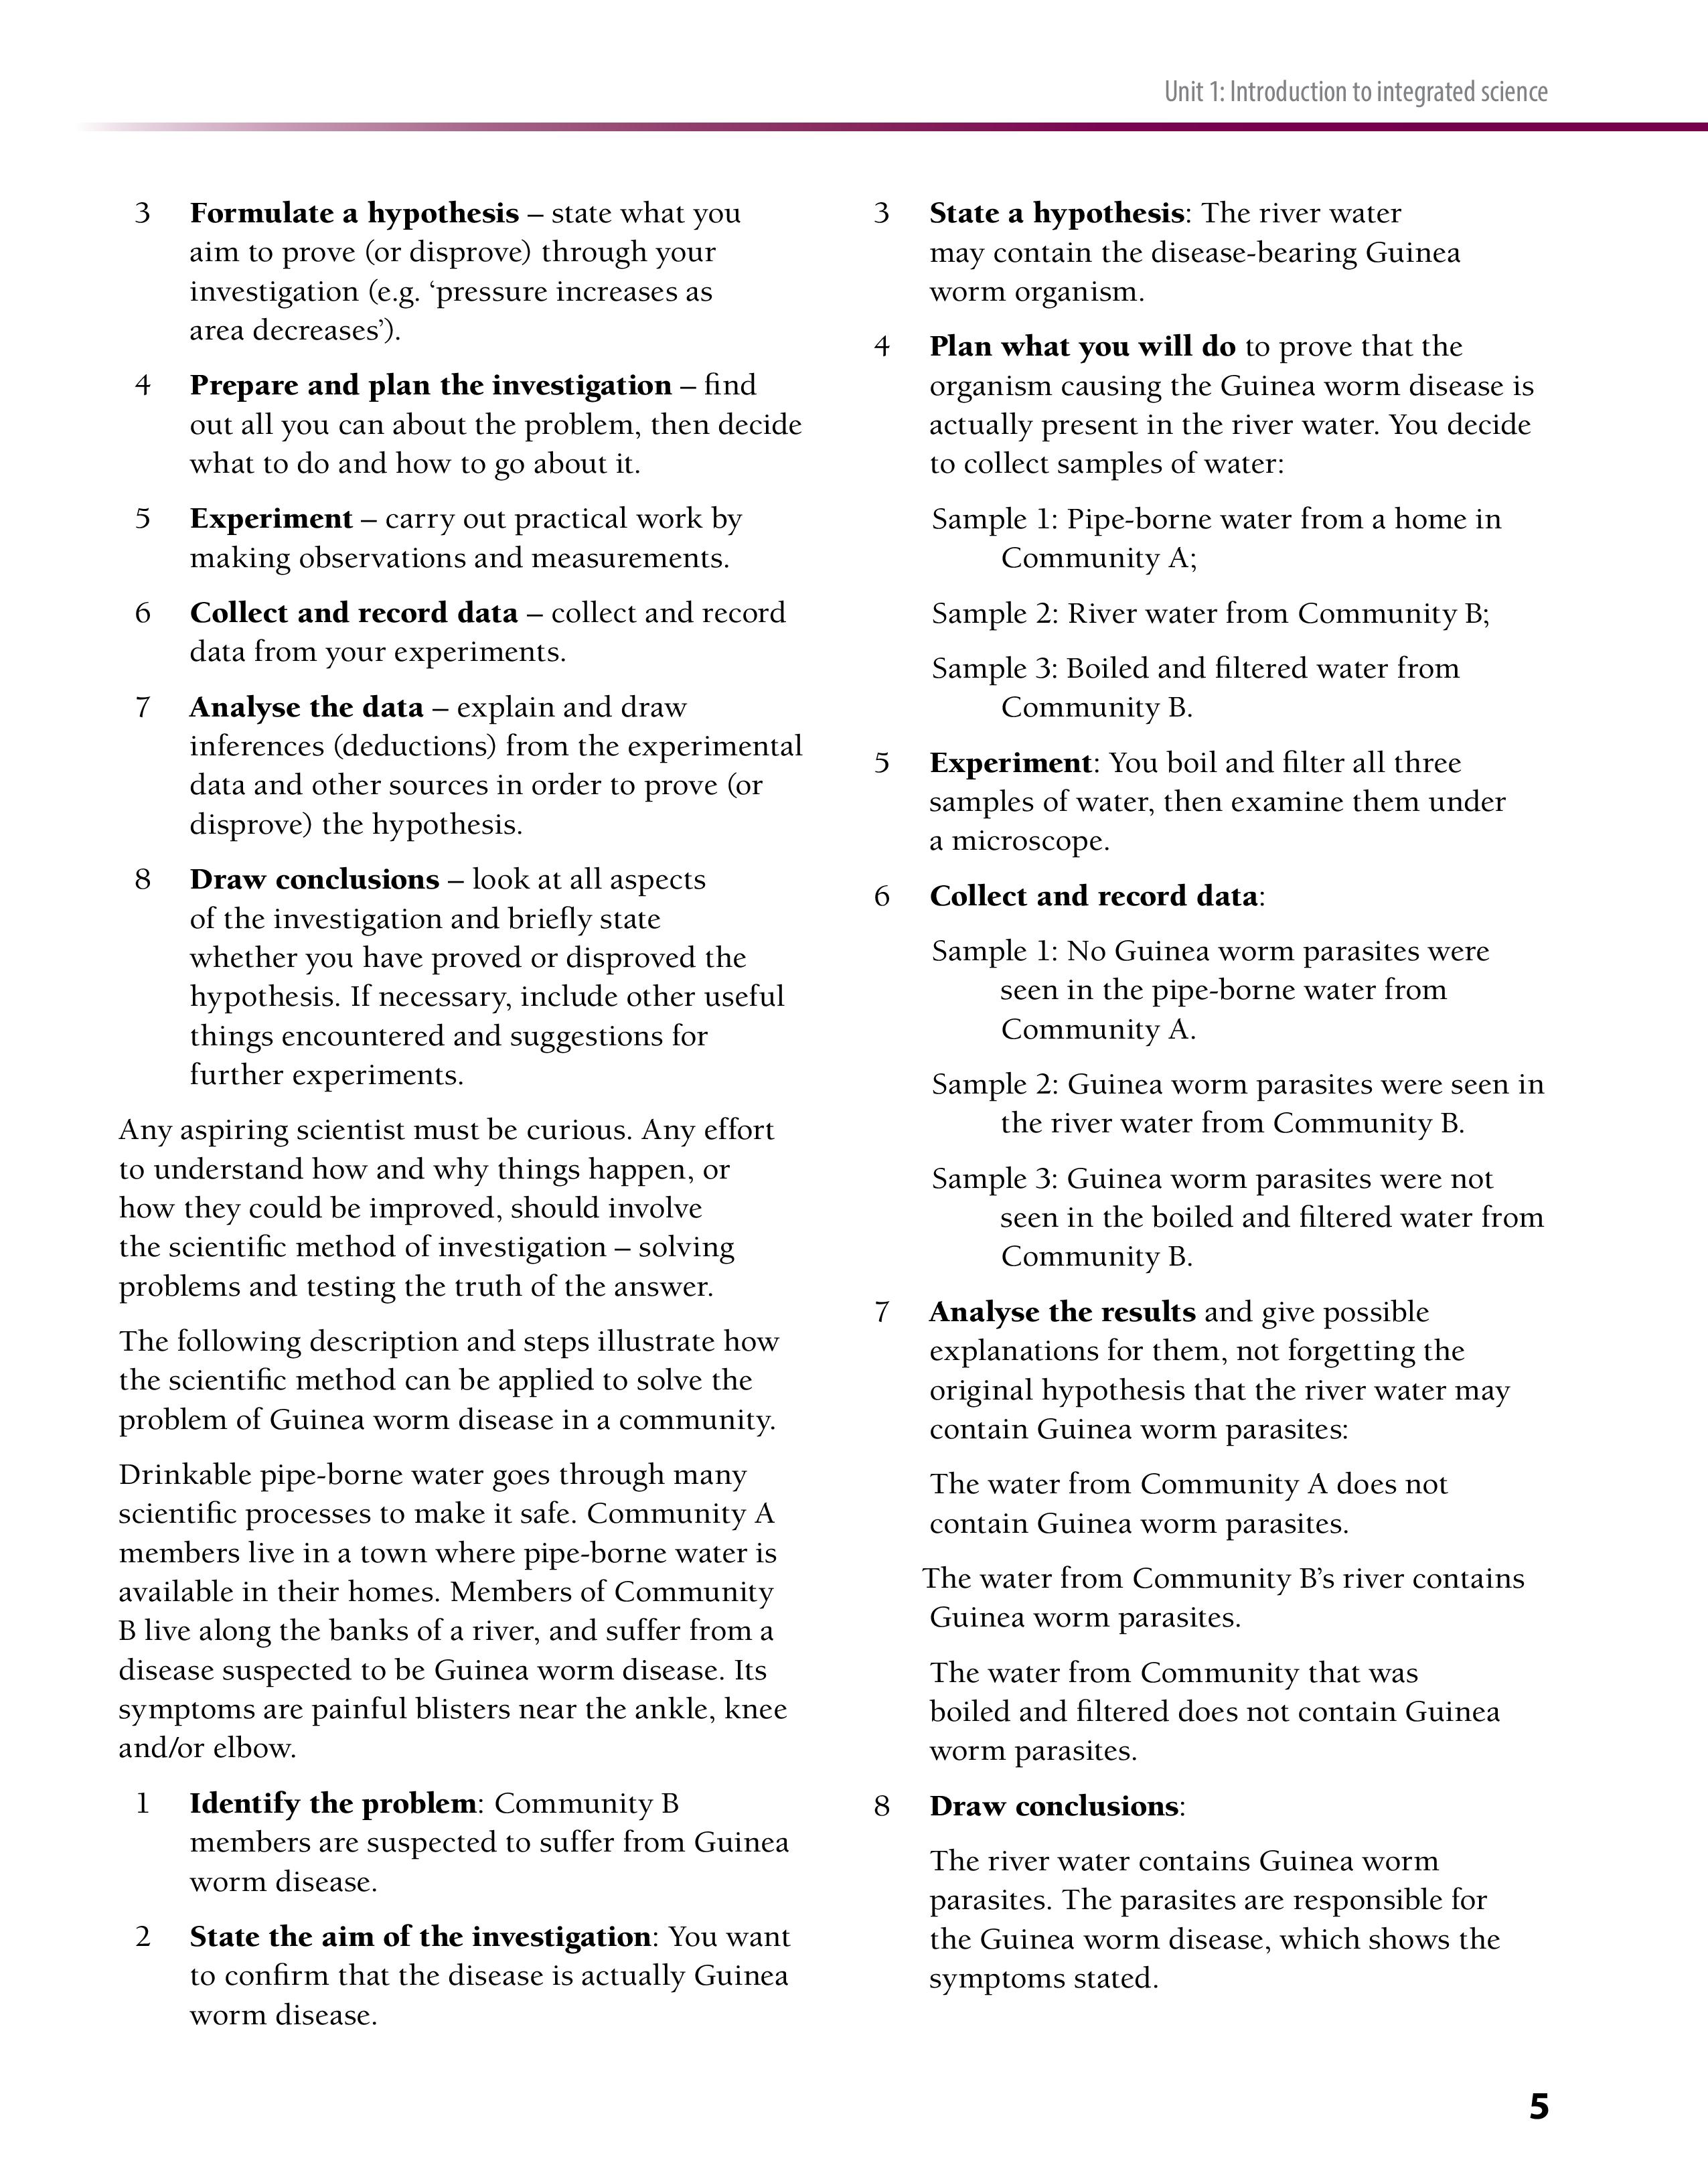 Unit 1: Introduction to integrated science
3 Formulate a hypothesis – state what you
aim to prove (or disprove) through your
investigation (e.g. ‘pressure increases as
area decreases’).
4 Prepare and plan the investigation – find
out all you can about the problem, then decide
what to do and how to go about it.
5 Experiment – carry out practical work by
making observations and measurements.
6 Collect and record data – collect and record
data from your experiments.
7 Analyse the data – explain and draw
inferences (deductions) from the experimental
data and other sources in order to prove (or
disprove) the hypothesis.
8 Draw conclusions – look at all aspects
of the investigation and briefly state
whether you have proved or disproved the
hypothesis. If necessary, include other useful
things encountered and suggestions for
further experiments.
Any aspiring scientist must be curious. Any effort
to understand how and why things happen, or
how they could be improved, should involve
the scientific method of investigation – solving
problems and testing the truth of the answer.
The following description and steps illustrate how
the scientific method can be applied to solve the
problem of Guinea worm disease in a community.
Drinkable pipe-borne water goes through many
scientific processes to make it safe. Community A
members live in a town where pipe-borne water is
available in their homes. Members of Community
B live along the banks of a river, and suffer from a
disease suspected to be Guinea worm disease. Its
symptoms are painful blisters near the ankle, knee
and/or elbow.
1 Identify the problem: Community B
members are suspected to suffer from Guinea
worm disease.
2 State the aim of the investigation: You want
to confirm that the disease is actually Guinea
worm disease.
3 State a hypothesis: The river water
may contain the disease-bearing Guinea
worm organism.
4 Plan what you will do to prove that the
organism causing the Guinea worm disease is
actually present in the river water. You decide
to collect samples of water:
Sample 1: Pipe-borne water from a home in
Community A;
Sample 2: River water from Community B;
Sample 3: Boiled and filtered water from
Community B.
5 Experiment: You boil and filter all three
samples of water, then examine them under
a microscope.
6 Collect and record data:
Sample 1: No Guinea worm parasites were
seen in the pipe-borne water from
Community A.
Sample 2: Guinea worm parasites were seen in
the river water from Community B.
Sample 3: Guinea worm parasites were not
seen in the boiled and filtered water from
Community B.
7 Analyse the results and give possible
explanations for them, not forgetting the
original hypothesis that the river water may
contain Guinea worm parasites:
The water from Community A does not
contain Guinea worm parasites.
The water from Community B’s river contains
Guinea worm parasites.
The water from Community that was
boiled and filtered does not contain Guinea
worm parasites.
8 Draw conclusions:
The river water contains Guinea worm
parasites. The parasites are responsible for
the Guinea worm disease, which shows the
symptoms stated.
5